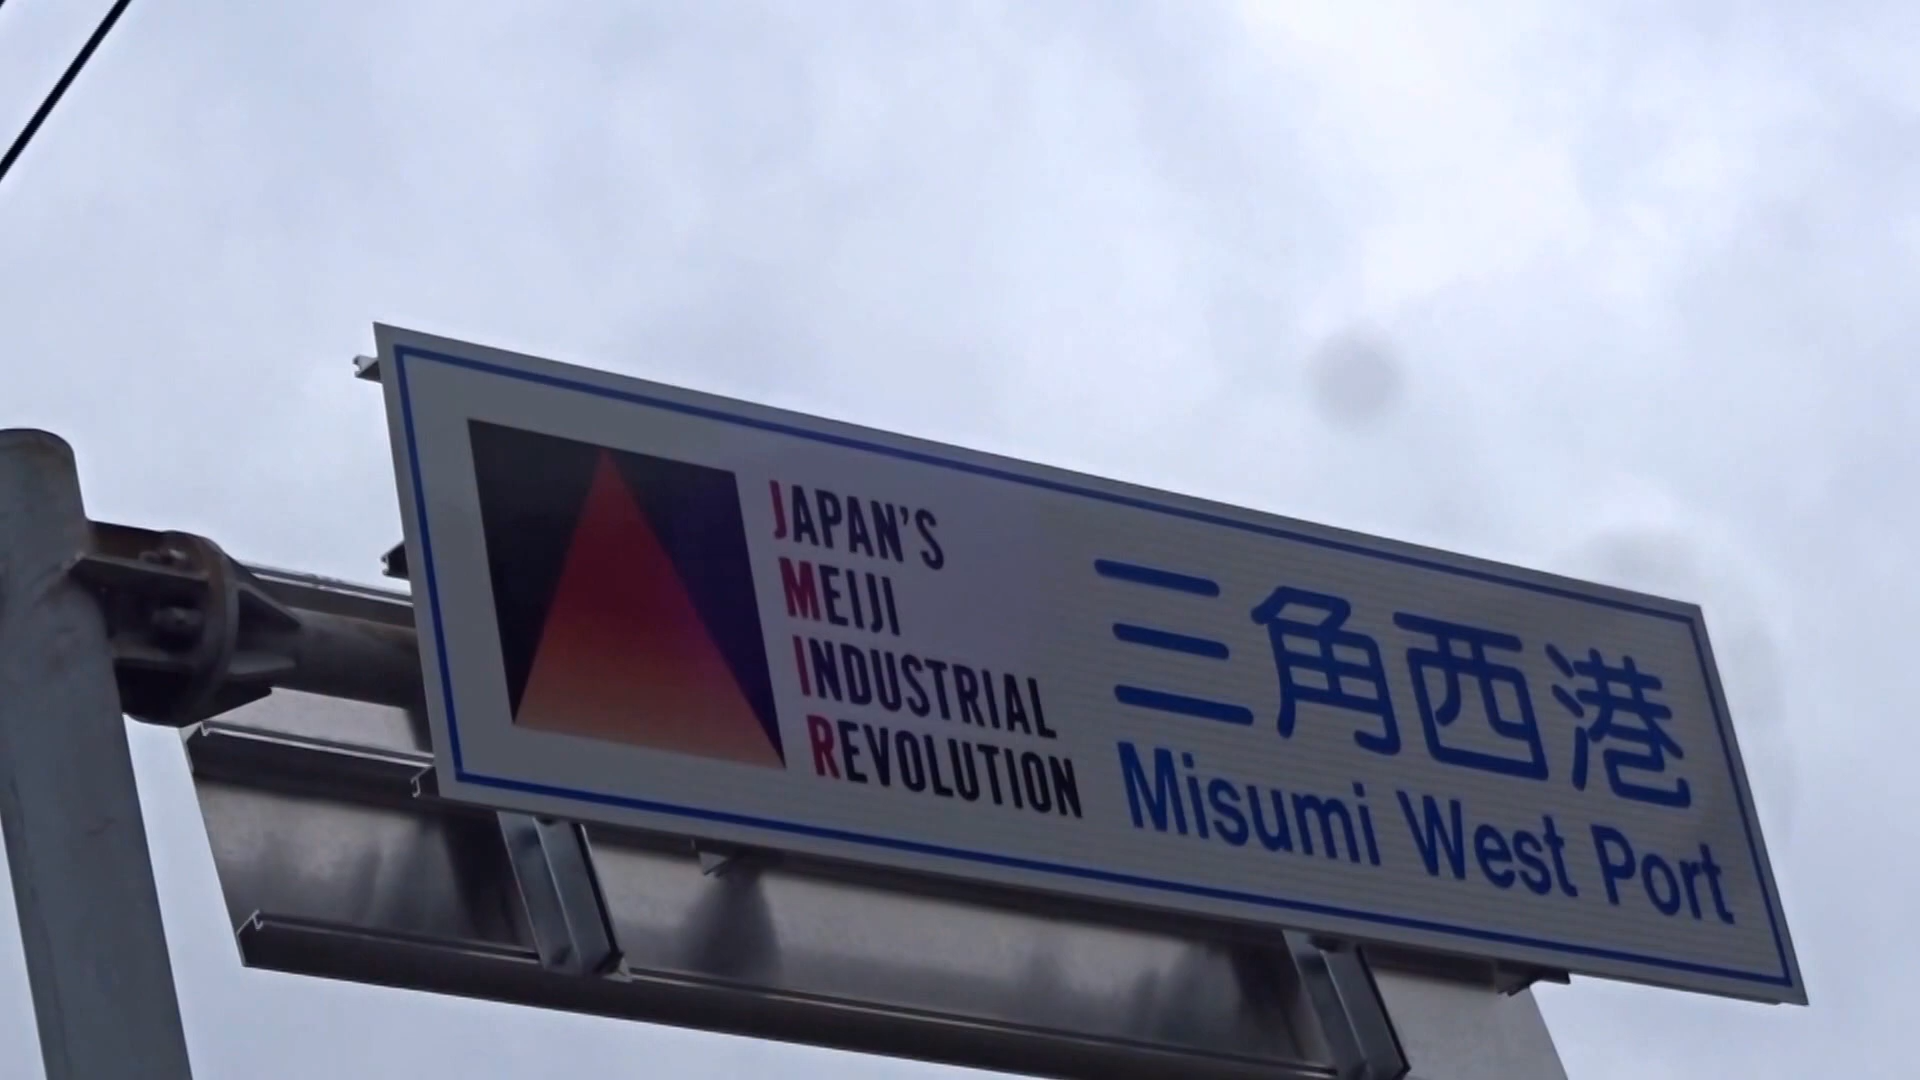 JAPAN'S
MEIJI
INDUSTRIAL
REVOLUTION
三角西港
Misumi West Port